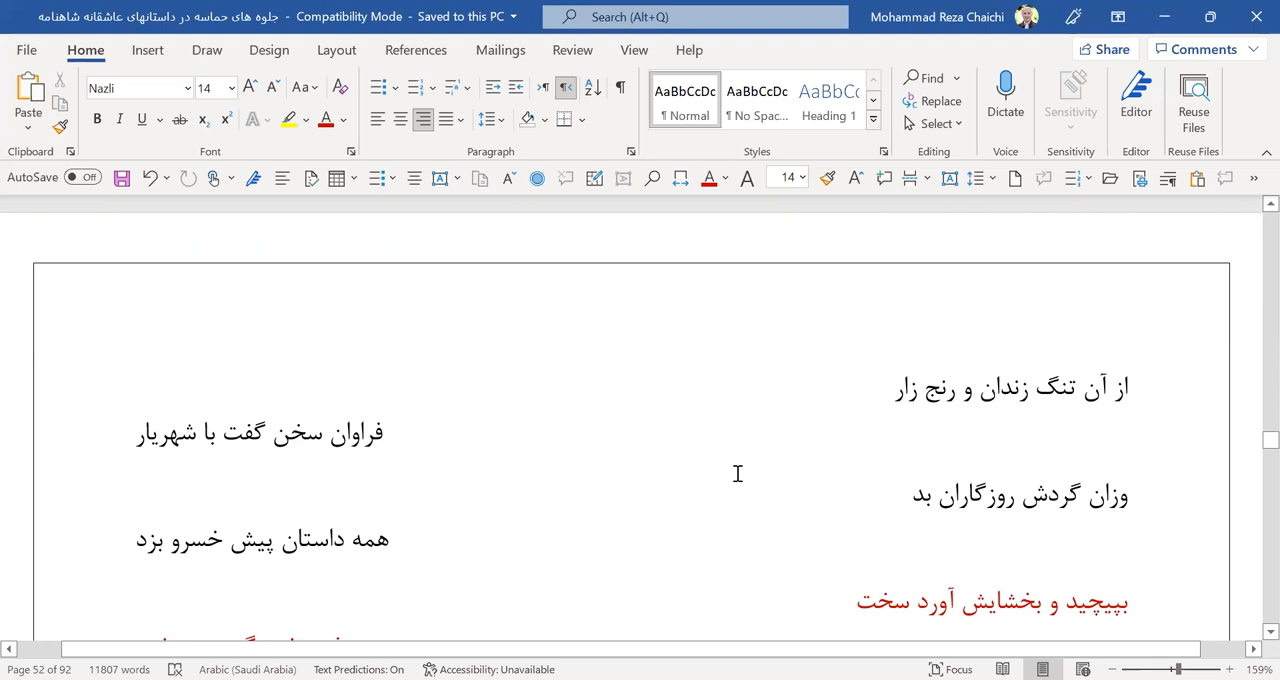 جلوه های حماسه در داستانهای عاشقانه شاهنامه - Compatibility Mode - Saved to this PC
Search (Alt+Q)
Mohammad Reza Chaichi
File Home Insert Draw Design Layout References Mailings Review View Help
Share Comments
Paste
Nazli 14
AaBbCcDc AaBbCcDc AaBbCc
¶ Normal ¶ No Spac... Heading 1
Find
Replace
Select
Dictate
Sensitivity
Editor
Reuse Files
Clipboard Font Paragraph Styles Editing Voice Sensitivity Editor Reuse Files
AutoSave Off 14
از آن تنگ زندان و رنج زار
فراوان سخن گفت با شهریار
وزان گردش روزگاران بد
همه داستان پیش خسرو بزد
بپیچید و بخشایش آورد سخت
Page 52 of 92 11807 words Arabic (Saudi Arabia) Text Predictions: On Accessibility: Unavailable Focus 159%